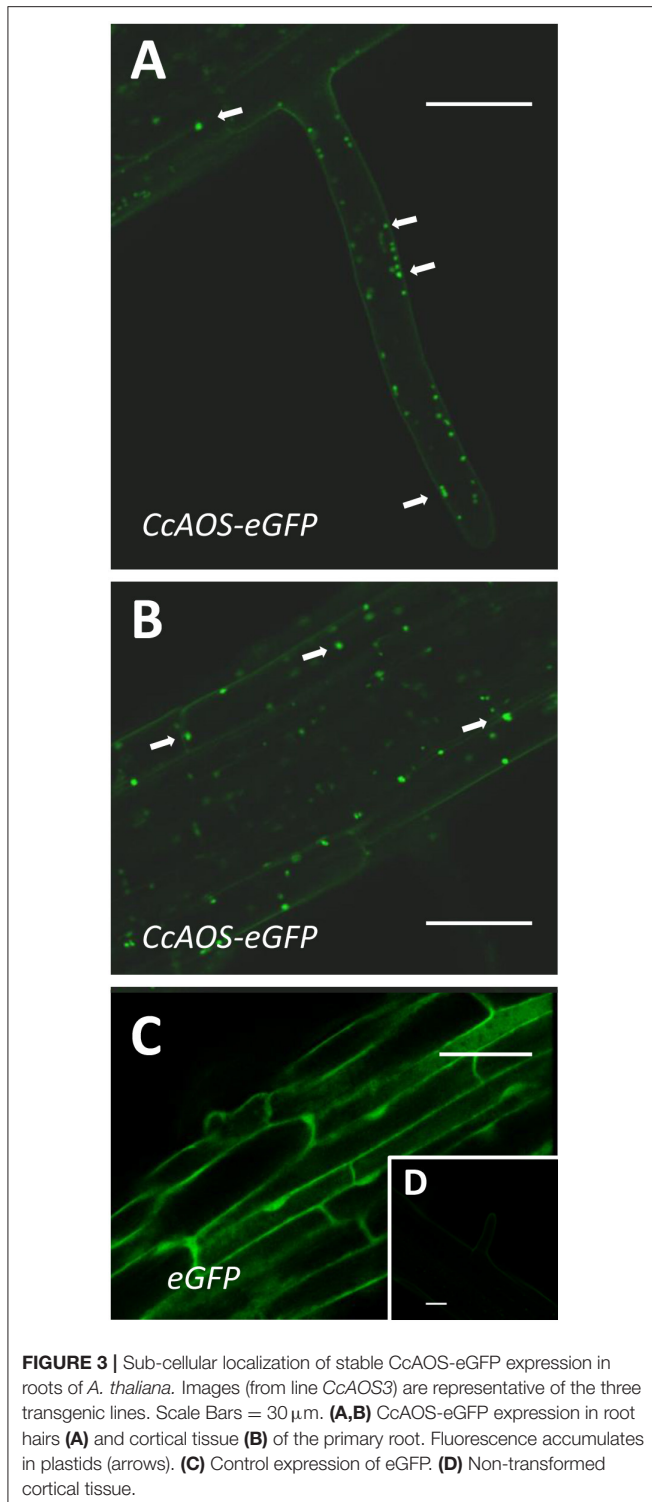 A
CcAOS-eGFP
B
CcAOS-eGFP
C
D
eGFP
FIGURE 3 | Sub-cellular localization of stable CcAOS-eGFP expression in
roots of A. thaliana. Images (from line CcAOS3) are representative of the three
transgenic lines. Scale Bars = 30 μm. (A,B) CcAOS-eGFP expression in root
hairs (A) and cortical tissue (B) of the primary root. Fluorescence accumulates
in plastids (arrows). (C) Control expression of eGFP. (D) Non-transformed
cortical tissue.